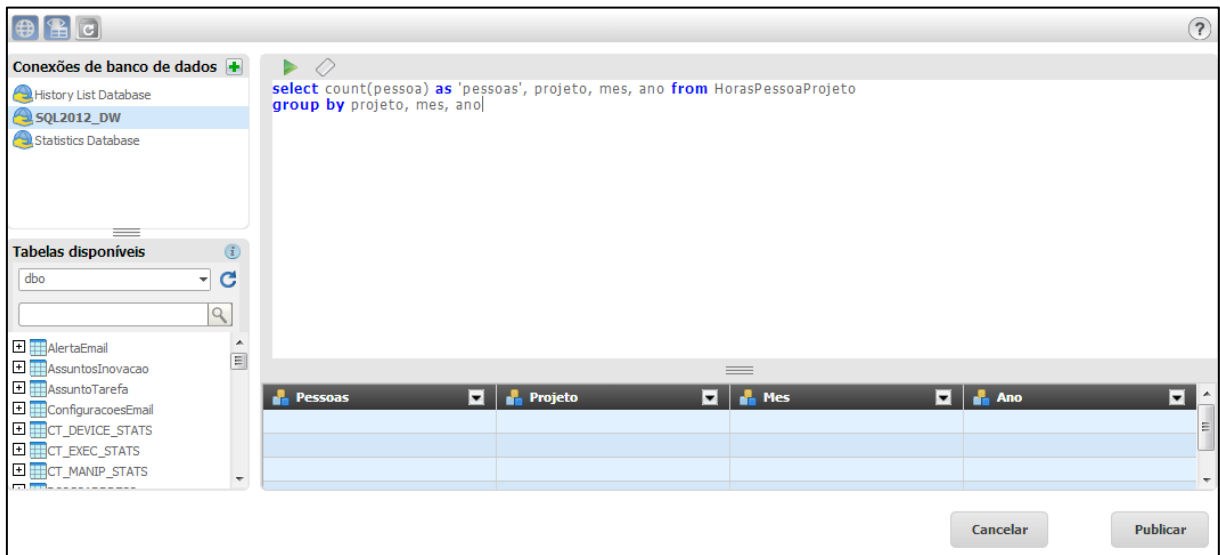 ?
Conexões de banco de dados
History List Database
SQL2012_DW
Statistics Database
select count(pessoa) as 'pessoas', projeto, mes, ano from HorasPessoaProjeto
group by projeto, mes, ano
Tabelas disponíveis
dbo
AlertaEmail
AssuntosInovacao
AssuntoTarefa
ConfiguracoesEmail
CT_DEVICE_STATS
CT_EXEC_STATS
CT_MANIP_STATS
Pessoas Projeto Mes Ano
Cancelar Publicar